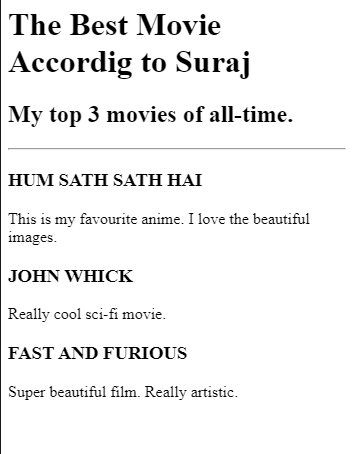 The Best Movie
Accordig to Suraj
My top 3 movies of all-time.
HUM SATH SATH HAI
This is my favourite anime. I love the beautiful
images.
JOHN WHICK
Really cool sci-fi movie.
FAST AND FURIOUS
Super beautiful film. Really artistic.